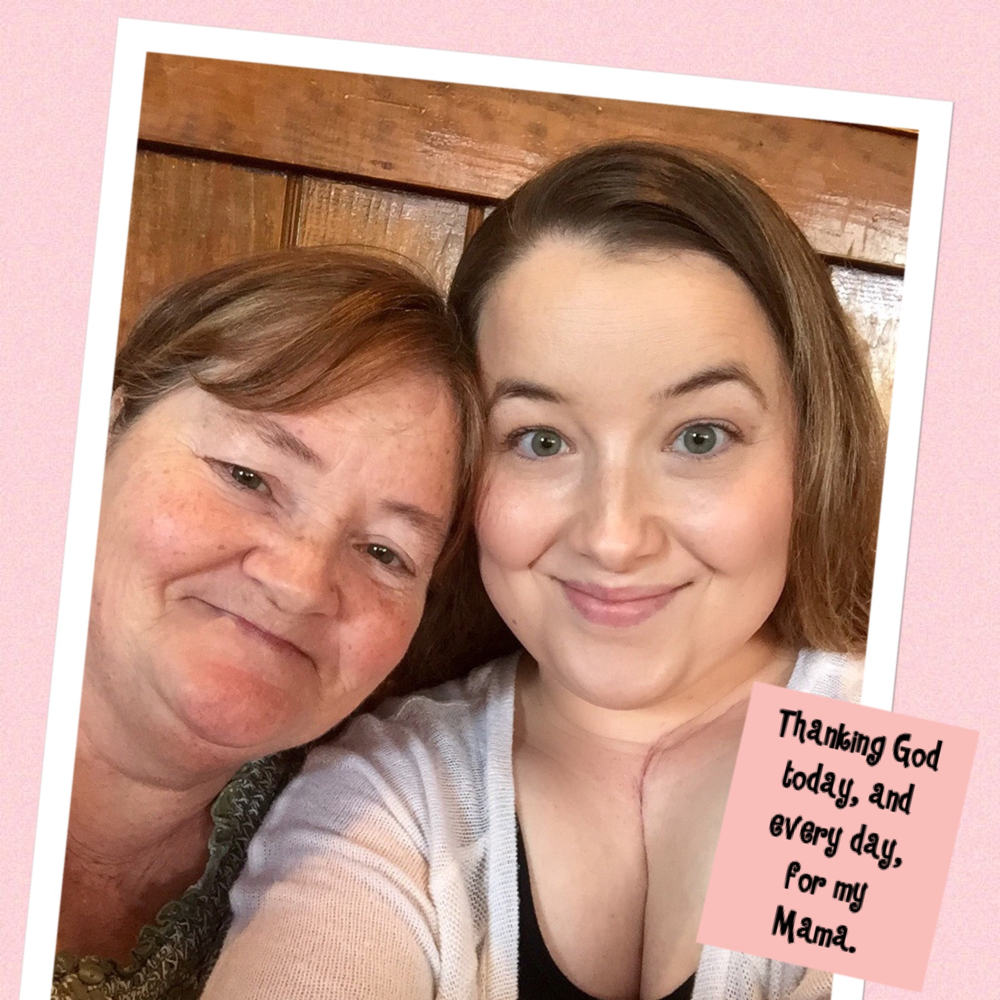 Thanking God
today, and
every day,
for my
Mama.